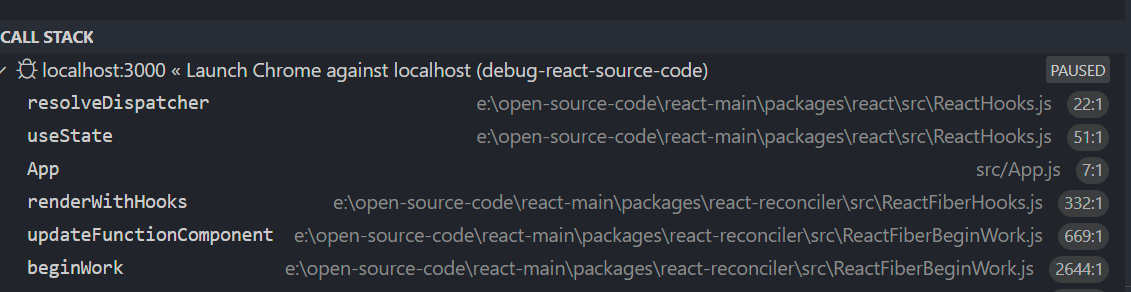 CALL STACK
localhost:3000 « Launch Chrome against localhost (debug-react-source-code) PAUSED
resolveDispatcher e:\open-source-code\react-main\packages\react\src\ReactHooks.js 22:1
useState e:\open-source-code\react-main\packages\react\src\ReactHooks.js 51:1
App src/App.js 7:1
renderWithHooks e:\open-source-code\react-main\packages\react-reconciler\src\ReactFiberHooks.js 332:1
updateFunctionComponent e:\open-source-code\react-main\packages\react-reconciler\src\ReactFiberBeginWork.js 669:1
beginWork e:\open-source-code\react-main\packages\react-reconciler\src\ReactFiberBeginWork.js 2644:1